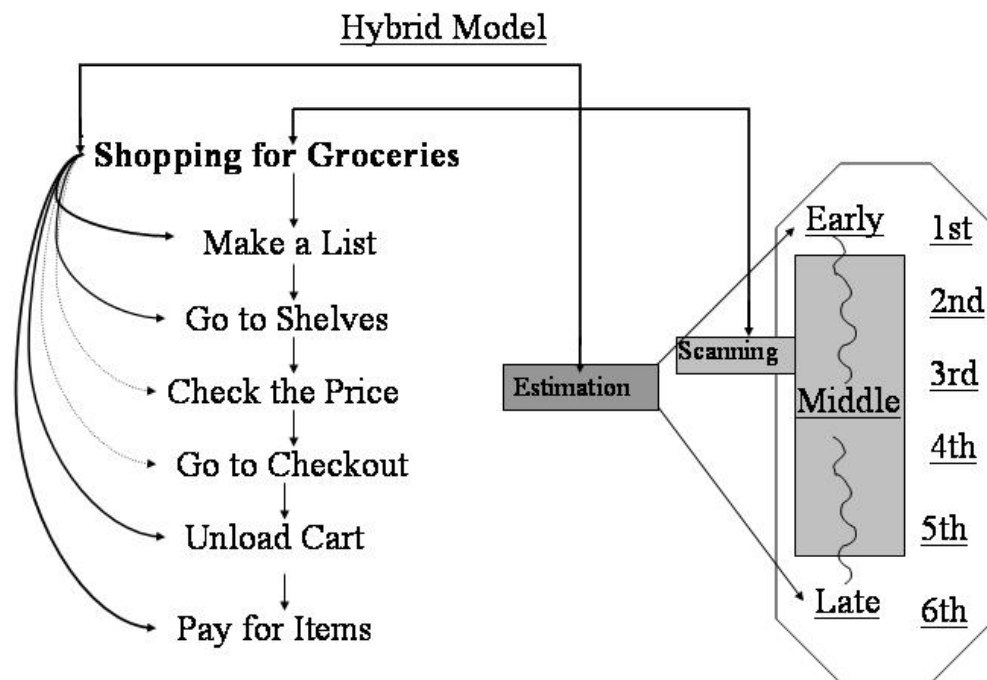 Hybrid Model
Shopping for Groceries
Make a List
Go to Shelves
Check the Price
Go to Checkout
Unload Cart
Pay for Items
Estimation
Scanning
Early
Middle
Late
1st
2nd
3rd
4th
5th
6th